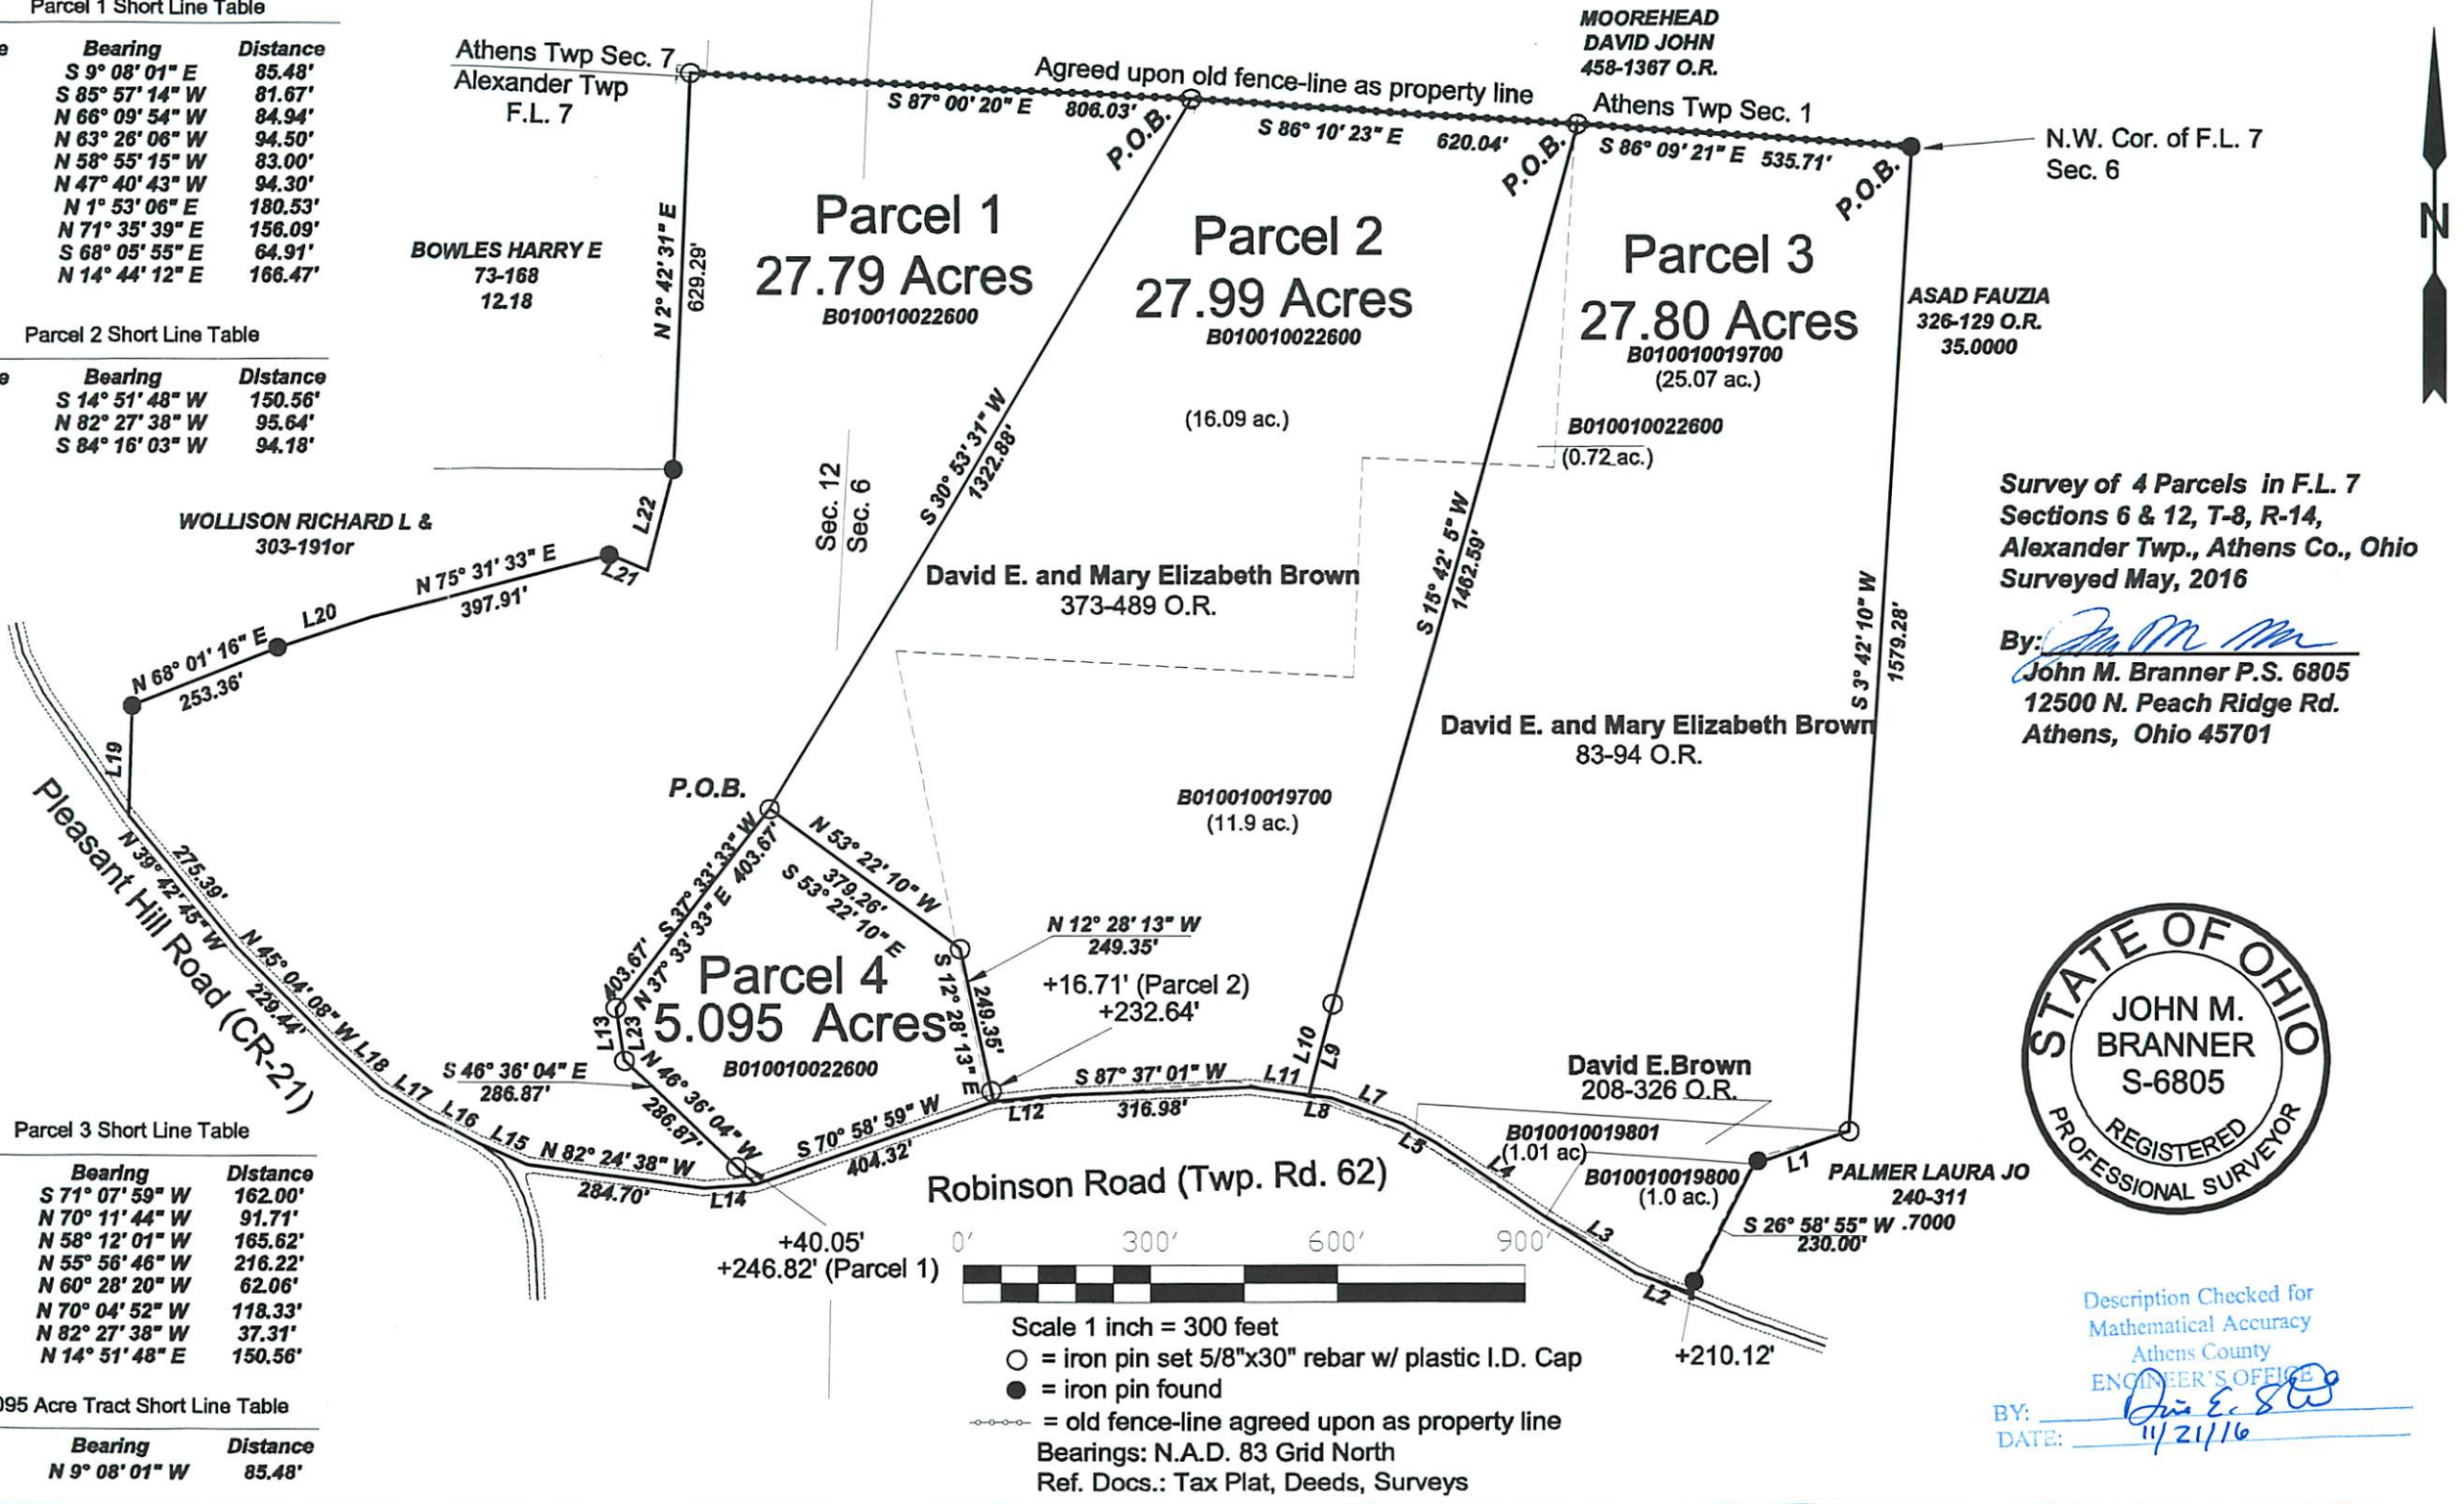 Parcel 1 Short Line Table
e Bearing Distance
S 9° 08' 01" E 85.48'
S 85° 57' 14" W 81.67'
N 66° 09' 54" W 84.94'
N 63° 26' 06" W 94.50'
N 58° 55' 15" W 83.00'
N 47° 40' 43" W 94.30'
N 1° 53' 06" E 180.53'
N 71° 35' 39" E 156.09'
S 68° 05' 55" E 64.91'
N 14° 44' 12" E 166.47'
Parcel 2 Short Line Table
e Bearing Distance
S 14° 51' 48" W 150.56'
N 82° 27' 38" W 95.64'
S 84° 16' 03" W 94.18'
Athens Twp Sec. 7
Alexander Twp
F.L. 7
Agreed upon old fence-line as property line
S 87° 00' 20" E 806.03'
P.O.B.
S 86° 10' 23" E 620.04'
P.O.B.
MOOREHEAD
DAVID JOHN
458-1367 O.R.
Athens Twp Sec. 1
S 86° 09' 21" E 535.71'
P.O.B.
N.W. Cor. of F.L. 7
Sec. 6
N
BOWLES HARRY E
73-168
12.18
N 2° 42' 31" E
629.29'
Parcel 1
27.79 Acres
B010010022600
Parcel 2
27.99 Acres
B010010022600
(16.09 ac.)
Parcel 3
27.80 Acres
B010010019700
(25.07 ac.)
B010010022600
(0.72 ac.)
ASAD FAUZIA
326-129 O.R.
35.0000
S 30° 53' 31" W
1322.88'
S 15° 42' 5" W
1462.59'
S 3° 42' 10" W
1579.28'
Sec. 12
Sec. 6
WOLLISON RICHARD L &
303-191or
L22
L21
N 75° 31' 33" E
397.91'
L20
N 68° 01' 16" E
253.36'
L19
David E. and Mary Elizabeth Brown
373-489 O.R.
David E. and Mary Elizabeth Brown
83-94 O.R.
B010010019700
(11.9 ac.)
Survey of 4 Parcels in F.L. 7
Sections 6 & 12, T-8, R-14,
Alexander Twp., Athens Co., Ohio
Surveyed May, 2016
By:
John M. Branner P.S. 6805
12500 N. Peach Ridge Rd.
Athens, Ohio 45701
P.O.B.
Pleasant Hill Road (CR-21)
275.39'
N 39° 42' 45" W
N 45° 04' 08" W
229.44'
L18
L17
L16
L15
S 37° 33' 33" W
403.67'
N 37° 33' 33" E 403.67'
N 53° 22' 10" W
379.26'
S 53° 22' 10" E
Parcel 4
5.095 Acres
B010010022600
L13
L23
S 46° 36' 04" E
286.87'
N 46° 36' 04" W
286.87'
N 12° 28' 13" W
249.35'
S 12° 28' 13" E
249.35'
+16.71' (Parcel 2)
+232.64'
N 82° 24' 38" W
284.70'
L14
S 70° 58' 59" W
404.32'
L12
S 87° 37' 01" W
316.98'
L11
L10
L9
L8
L7
L5
L4
L3
L2
L1
+40.05'
+246.82' (Parcel 1)
Robinson Road (Twp. Rd. 62)
David E.Brown
208-326 O.R.
B010010019801
(1.01 ac)
B010010019800
(1.0 ac.)
PALMER LAURA JO
240-311
.7000
S 26° 58' 55" W
230.00'
+210.12'
STATE OF OHIO
JOHN M.
BRANNER
S-6805
REGISTERED
PROFESSIONAL SURVEYOR
Parcel 3 Short Line Table
Bearing Distance
S 71° 07' 59" W 162.00'
N 70° 11' 44" W 91.71'
N 58° 12' 01" W 165.62'
N 55° 56' 46" W 216.22'
N 60° 28' 20" W 62.06'
N 70° 04' 52" W 118.33'
N 82° 27' 38" W 37.31'
N 14° 51' 48" E 150.56'
095 Acre Tract Short Line Table
Bearing Distance
N 9° 08' 01" W 85.48'
0' 300' 600' 900'
Scale 1 inch = 300 feet
= iron pin set 5/8"x30" rebar w/ plastic I.D. Cap
= iron pin found
= old fence-line agreed upon as property line
Bearings: N.A.D. 83 Grid North
Ref. Docs.: Tax Plat, Deeds, Surveys
Description Checked for
Mathematical Accuracy
Athens County
ENGINEER'S OFFICE
BY:
DATE: 11/21/16